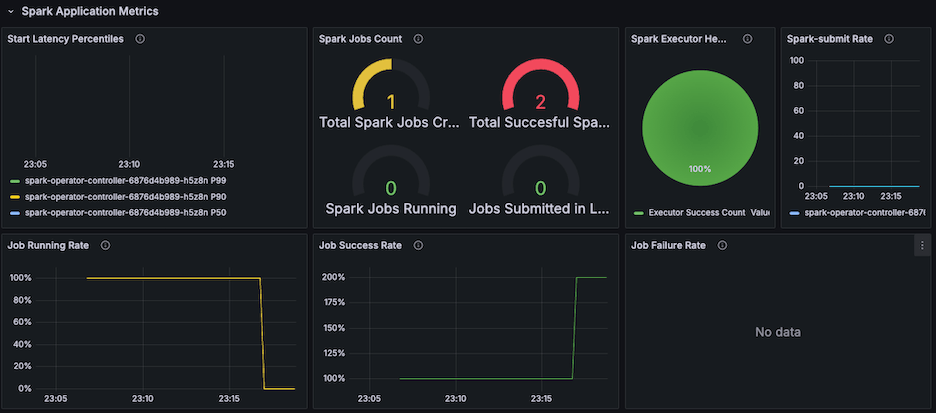 Spark Application Metrics
Start Latency Percentiles
23:05
23:10
23:15
spark-operator-controller-6876d4b989-h5z8n P99
spark-operator-controller-6876d4b989-h5z8n P90
spark-operator-controller-6876d4b989-h5z8n P50
Spark Jobs Count
1
Total Spark Jobs Cr...
2
Total Succesful Spa...
0
Spark Jobs Running
0
Jobs Submitted in L...
Spark Executor He...
100%
Executor Success Count Value
Spark-submit Rate
100
80
60
40
20
0
23:05
23:10
23:15
spark-operator-controller-6876
Job Running Rate
100%
80%
60%
40%
20%
0%
23:05
23:10
23:15
Job Success Rate
200%
175%
150%
125%
100%
23:05
23:10
23:15
Job Failure Rate
No data